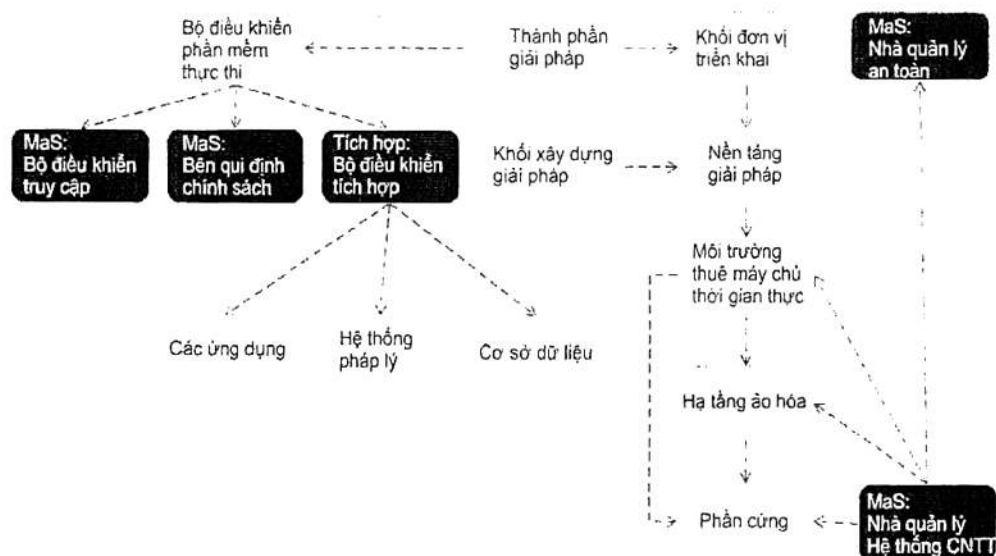 Bộ điều khiển
phần mềm
thực thi
Thành phần
giải pháp
Khối đơn vị
triển khai
MaS:
Nhà quản lý
an toàn
MaS:
Bộ điều khiển
truy cập
MaS:
Bên qui định
chính sách
Tích hợp:
Bộ điều khiển
tích hợp
Khối xây dựng
giải pháp
Nền tảng
giải pháp
Môi trường
thuê máy chủ
thời gian thực
Các ứng dụng
Hệ thống
pháp lý
Cơ sở dữ liệu
Hạ tầng ảo hóa
Phần cứng
MaS:
Nhà quản lý
Hệ thống CNTT